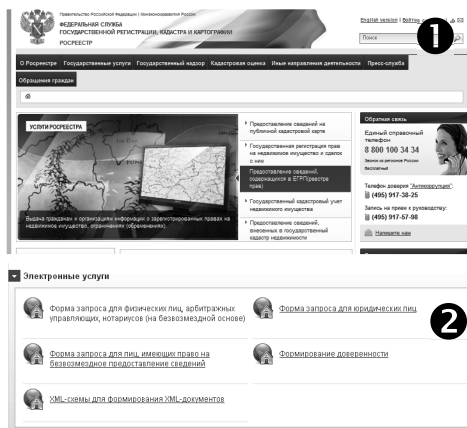 Правительство Российской Федерации | Минэкономразвития России
ФЕДЕРАЛЬНАЯ СЛУЖБА
ГОСУДАРСТВЕННОЙ РЕГИСТРАЦИИ, КАДАСТРА И КАРТОГРАФИИ
РОСРЕЕСТР
English version | Войти
Поиск
1
О Росреестре Государственные услуги Государственный надзор Кадастровая оценка Иные направления деятельности Пресс-служба
Обращения граждан
УСЛУГИ РОСРЕЕСТРА
Выдача гражданам и организациям информации о зарегистрированных правах на
недвижимое имущество, ограничениях (обременениях).
Предоставление сведений на
публичной кадастровой карте
Государственная регистрация прав
на недвижимое имущество и сделок
с ним
Предоставление сведений,
содержащихся в ЕГРП(реестре
прав)
Государственный кадастровый учет
недвижимого имущества
Предоставление сведений,
внесенных в государственный
кадастр недвижимости
Обратная связь
Единый справочный
телефон
8 800 100 34 34
Звонок из регионов России
бесплатный
Телефон доверия "Антикоррупция":
(495) 917-38-25
Запись на прием к руководству:
(495) 917-57-98
Напишите нам
Электронные услуги
2
Форма запроса для физических лиц, арбитражных
управляющих, нотариусов (на безвозмездной основе)
Форма запроса для юридических лиц
Форма запроса для лиц, имеющих право на
безвозмездное предоставление сведений
Формирование доверенности
XML-схемы для формирования XML-документов